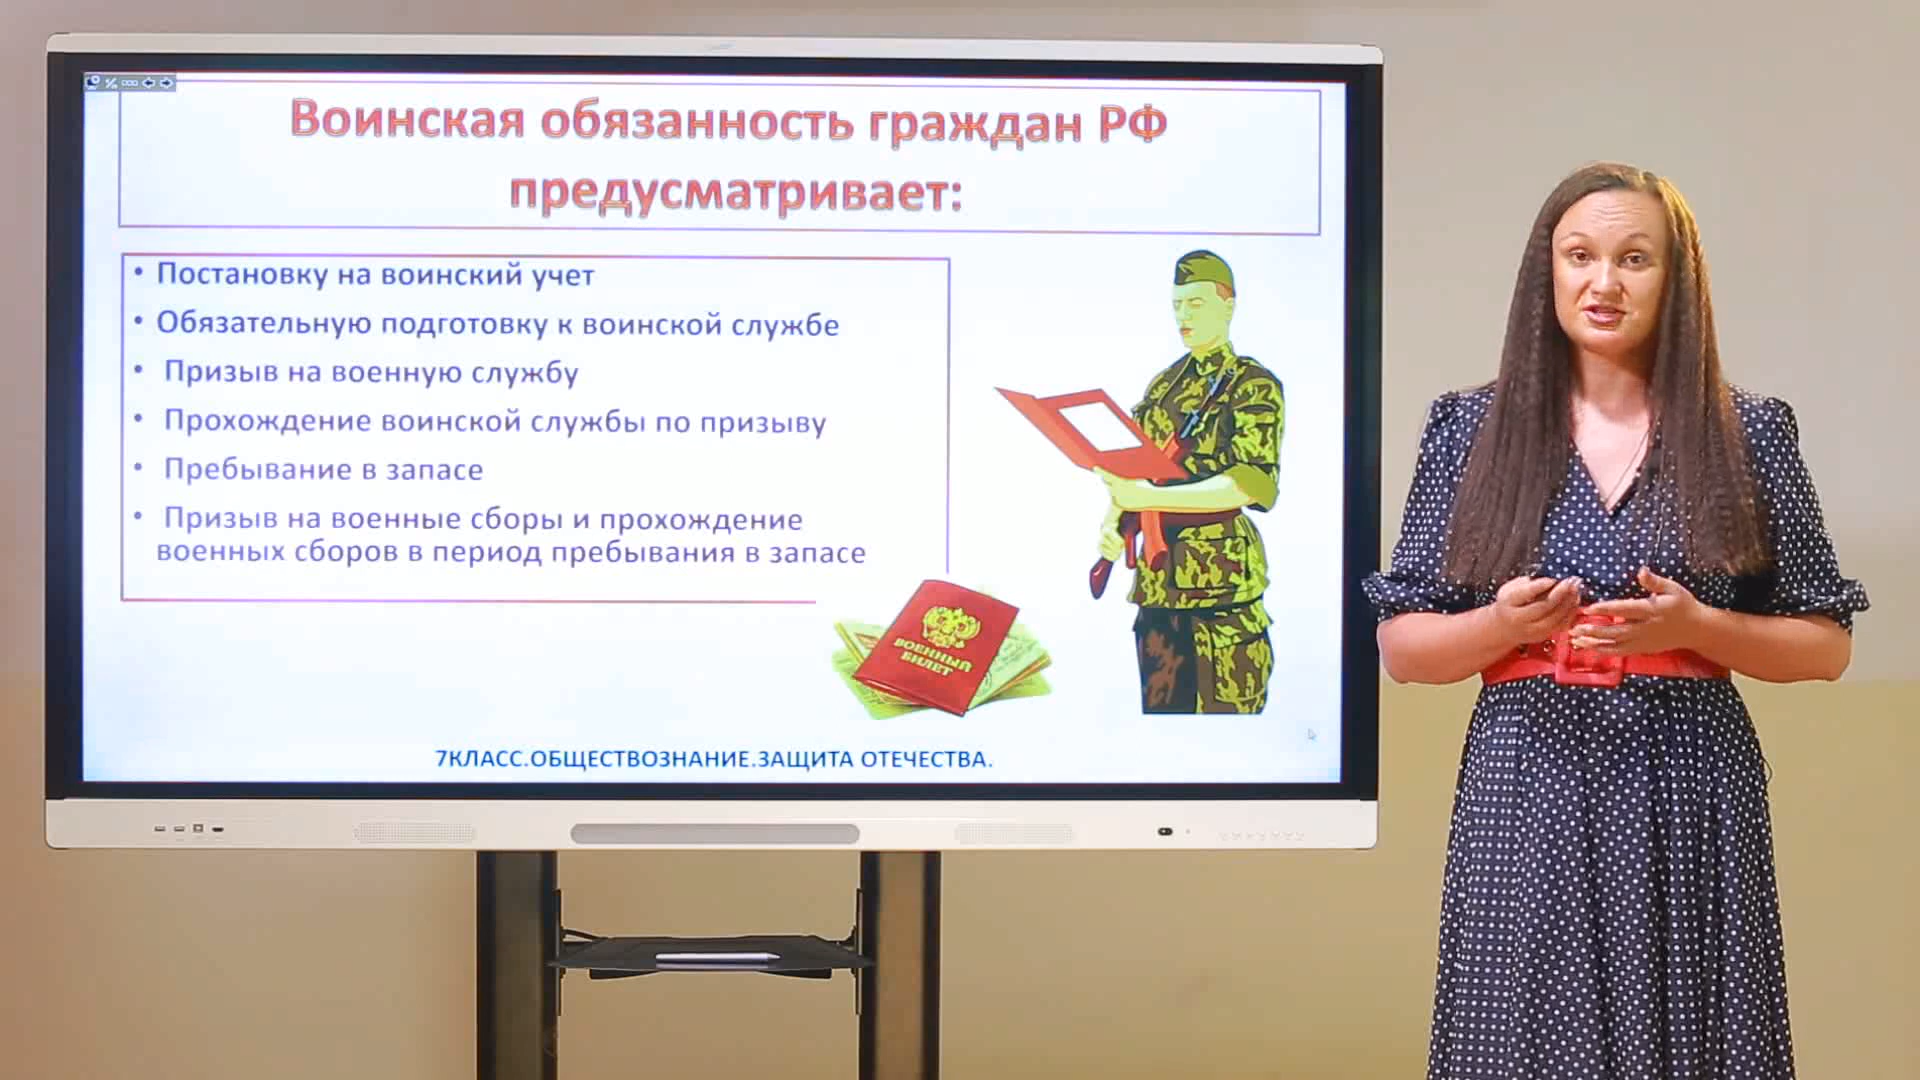 Воинская обязанность граждан РФ
предусматривает:
• Постановку на воинский учет
• Обязательную подготовку к воинской службе
• Призыв на военную службу
• Прохождение воинской службы по призыву
• Пребывание в запасе
• Призыв на военные сборы и прохождение
военных сборов в период пребывания в запасе
ВОЕННЫЙ
БИЛЕТ
7КЛАСС.ОБЩЕСТВОЗНАНИЕ.ЗАЩИТА ОТЕЧЕСТВА.